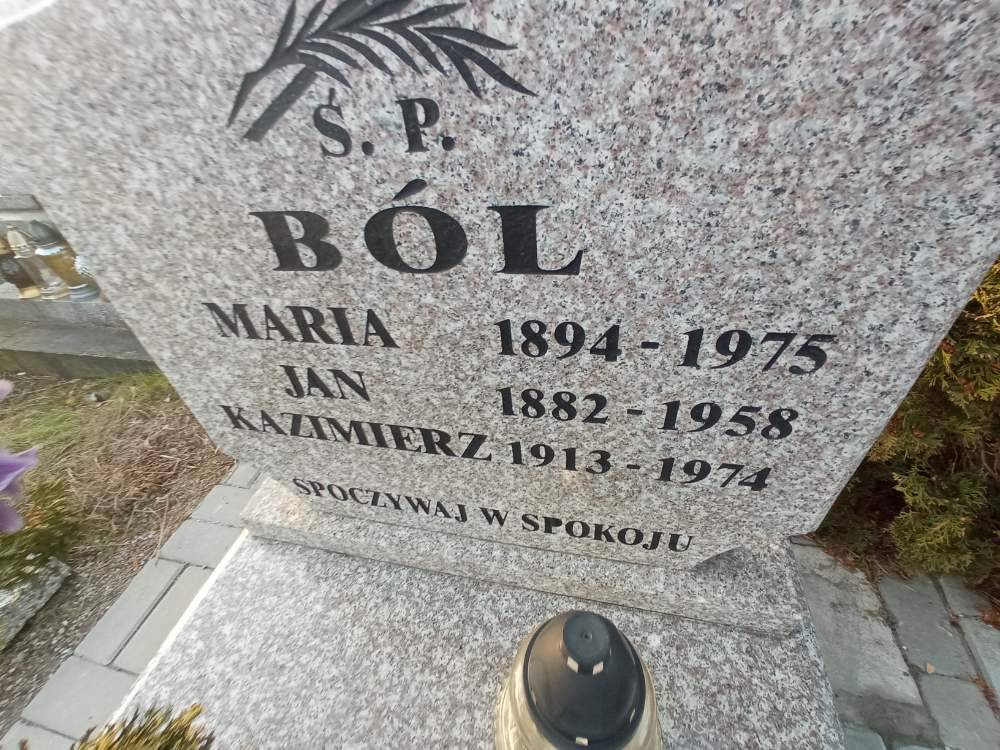 Ś. P.
BÓL
MARIA 1894 - 1975
JAN 1882 - 1958
KAZIMIERZ 1913 - 1974
SPOCZYWAJ W SPOKOJU